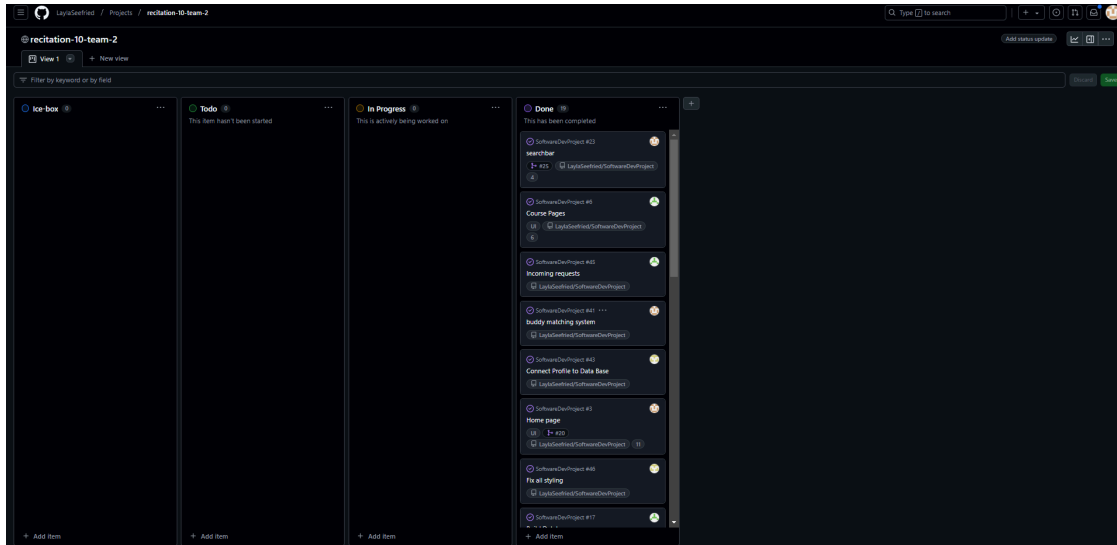 LaylaSeefried / Projects / recitation-10-team-2
Type / to search
recitation-10-team-2
Add status update
View 1
+ New view
Filter by keyword or by field
Discard
Save
Ice-box 0
Todo 0
This item hasn't been started
In Progress 0
This is actively being worked on
Done 19
This has been completed
SoftwareDevProject #23
searchbar
#25 LaylaSeefried/SoftwareDevProject
4
SoftwareDevProject #6
Course Pages
UI LaylaSeefried/SoftwareDevProject
6
SoftwareDevProject #45
Incoming requests
LaylaSeefried/SoftwareDevProject
SoftwareDevProject #41
buddy matching system
LaylaSeefried/SoftwareDevProject
SoftwareDevProject #43
Connect Profile to Data Base
LaylaSeefried/SoftwareDevProject
SoftwareDevProject #3
Home page
UI #20
LaylaSeefried/SoftwareDevProject 11
SoftwareDevProject #46
Fix all styling
LaylaSeefried/SoftwareDevProject
SoftwareDevProject #17
+ Add item
+ Add item
+ Add item
+ Add item